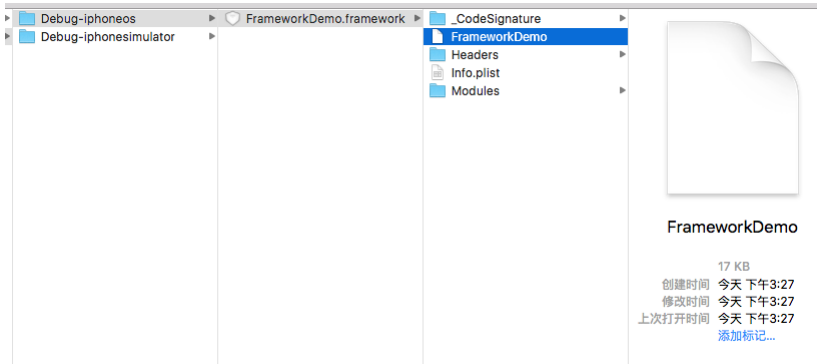 Debug-iphoneos
Debug-iphonesimulator
FrameworkDemo.framework
_CodeSignature
FrameworkDemo
Headers
Info.plist
Modules
FrameworkDemo
17 KB
创建时间 今天 下午3:27
修改时间 今天 下午3:27
上次打开时间 今天 下午3:27
添加标记...